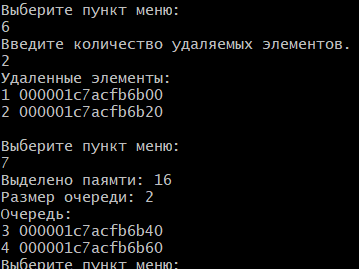 Выберите пункт меню:
6
Введите количество удаляемых элементов.
2
Удаленные элементы:
1 000001c7acfb6b00
2 000001c7acfb6b20
Выберите пункт меню:
7
Выделено паямти: 16
Размер очереди: 2
Очередь:
3 000001c7acfb6b40
4 000001c7acfb6b60
Выберите пункт меню: